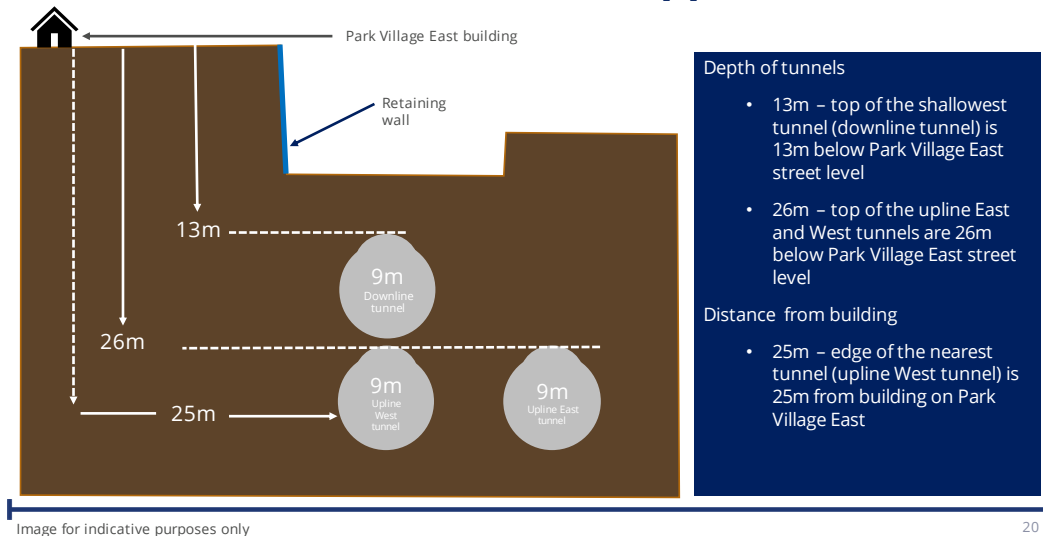 Park Village East building
Retaining
wall
13m
9m
Downline
tunnel
26m
9m
Upline
West
tunnel
9m
Upline East
tunnel
25m
Depth of tunnels
• 13m – top of the shallowest
tunnel (downline tunnel) is
13m below Park Village East
street level
• 26m – top of the upline East
and West tunnels are 26m
below Park Village East street
level
Distance from building
• 25m – edge of the nearest
tunnel (upline West tunnel) is
25m from building on Park
Village East
Image for indicative purposes only
20